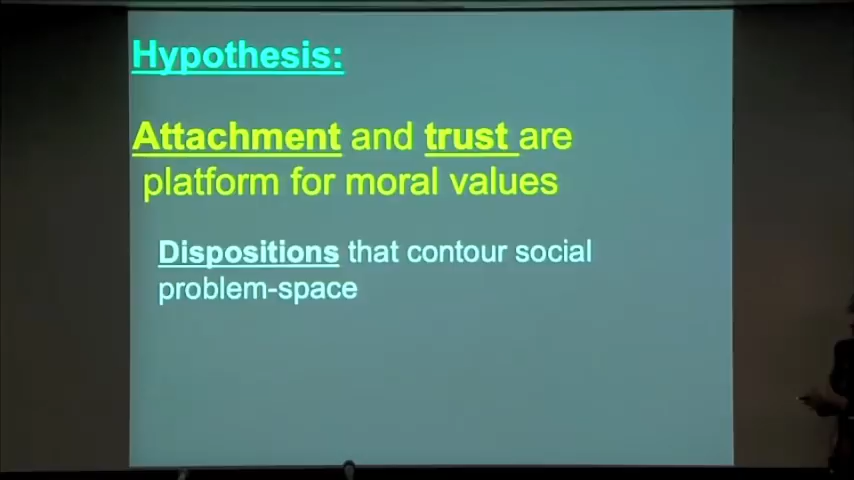 Hypothesis:
Attachment and trust are
platform for moral values
Dispositions that contour social
problem-space